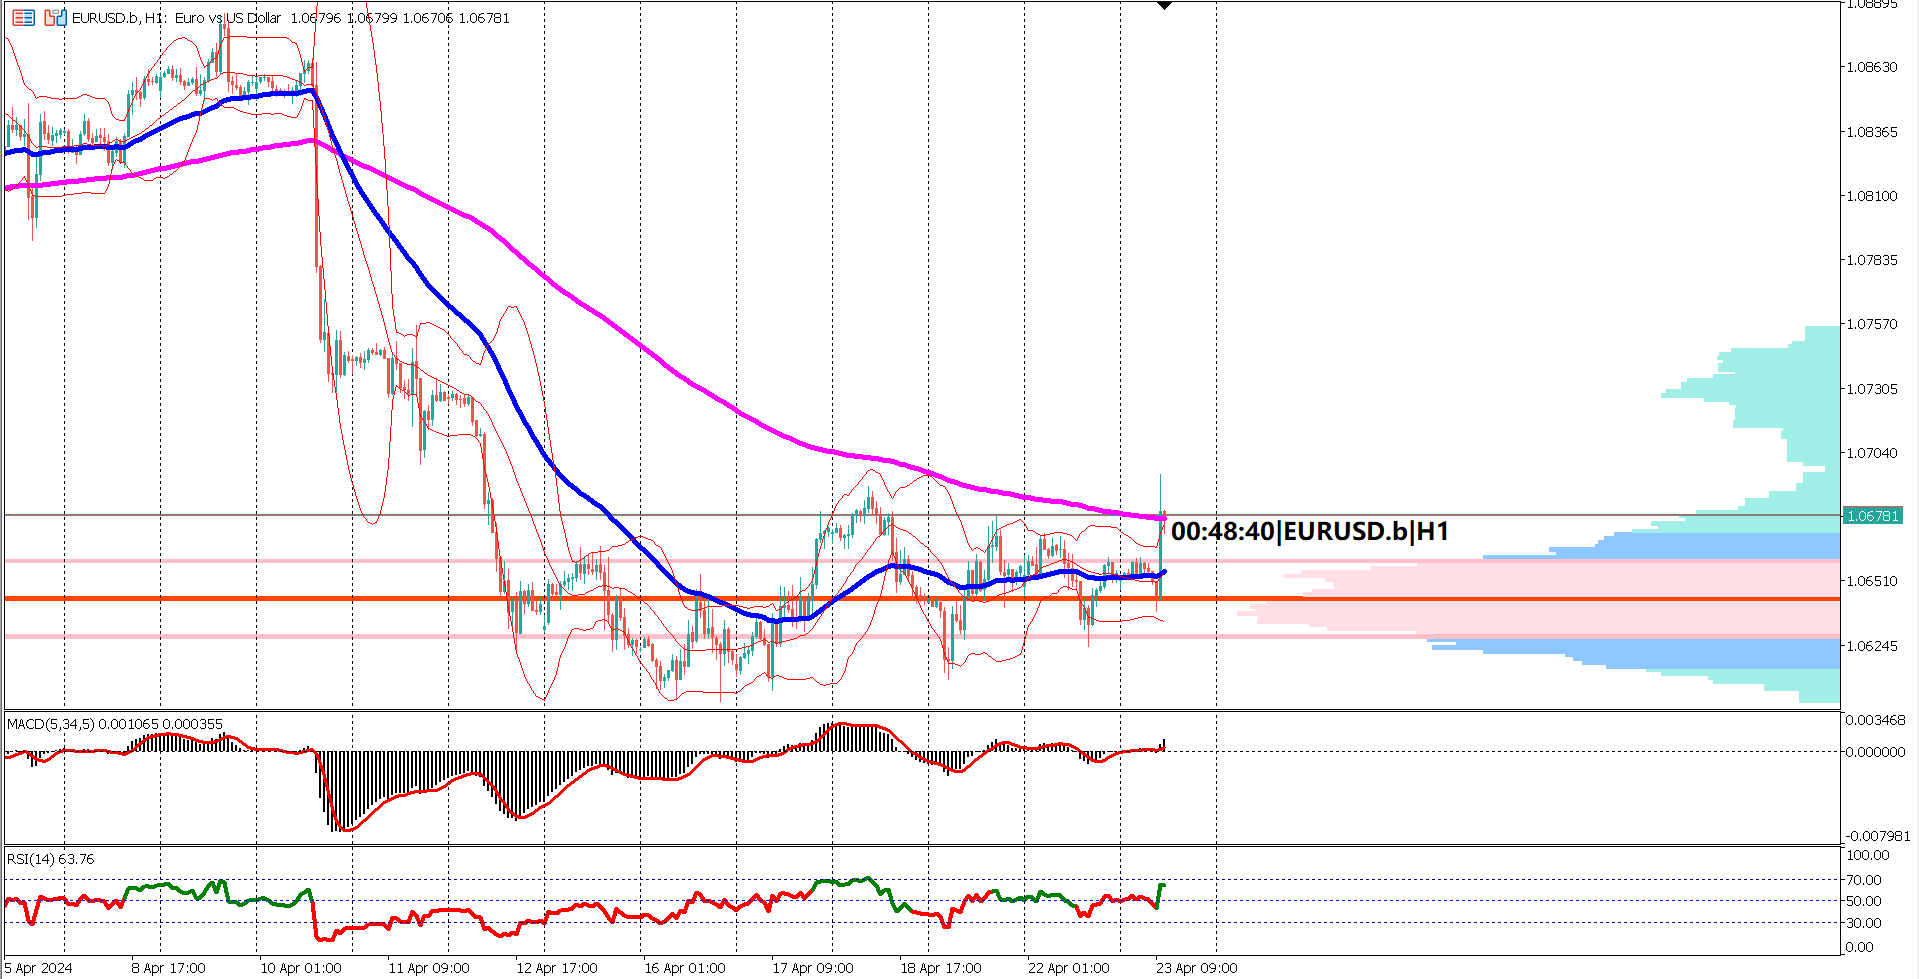 EURUSD.b, H1: Euro vs US Dollar 1.06796 1.06799 1.06706 1.06781
1.08895
1.08630
1.08365
1.08100
1.07835
1.07570
1.07305
1.07040
1.06781
00:48:40|EURUSD.b|H1
1.06510
1.06245
MACD(5,34,5) 0.001065 0.000355
0.003468
0.000000
-0.007981
RSI(14) 63.76
100.00
70.00
50.00
30.00
0.00
5 Apr 2024
8 Apr 17:00
10 Apr 01:00
11 Apr 09:00
12 Apr 17:00
16 Apr 01:00
17 Apr 09:00
18 Apr 17:00
22 Apr 01:00
23 Apr 09:00